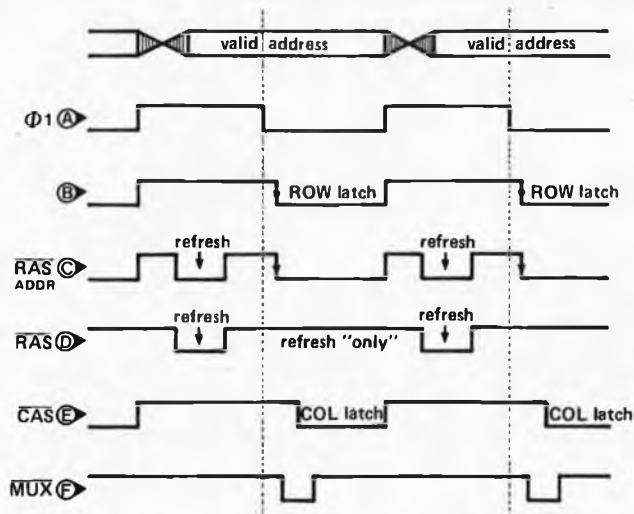 valid address valid address
Φ1 Ⓐ
Ⓑ ROW latch ROW latch
refresh refresh
RAS Ⓒ
ADDR
refresh refresh
RAS Ⓓ refresh "only"
CAS Ⓔ COL latch COL latch
MUX Ⓕ